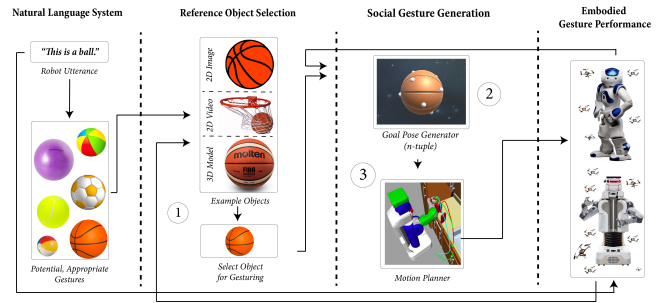 Natural Language System
Reference Object Selection
Social Gesture Generation
Embodied
Gesture Performance
"This is a ball."
Robot Utterance
Potential, Appropriate
Gestures
2D Image
2D Video
3D Model
molten
FIBA
Example Objects
1
Select Object
for Gesturing
2
Goal Pose Generator
(n-tuple)
3
Motion Planner